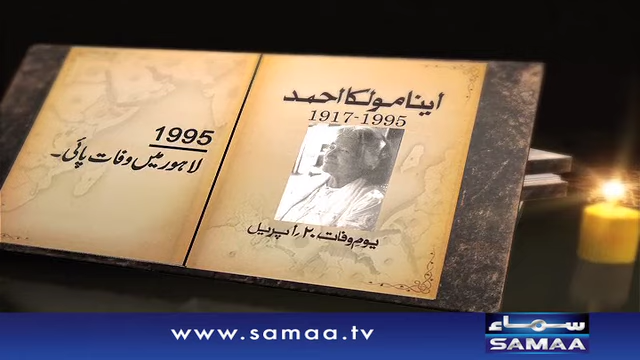 اینا مولکا احمد
1917-1995
یوم وفات ۲۰؍ اپریل
1995
لاہور میں وفات پائی۔
www.samaa.tv
سماء
SAMAA